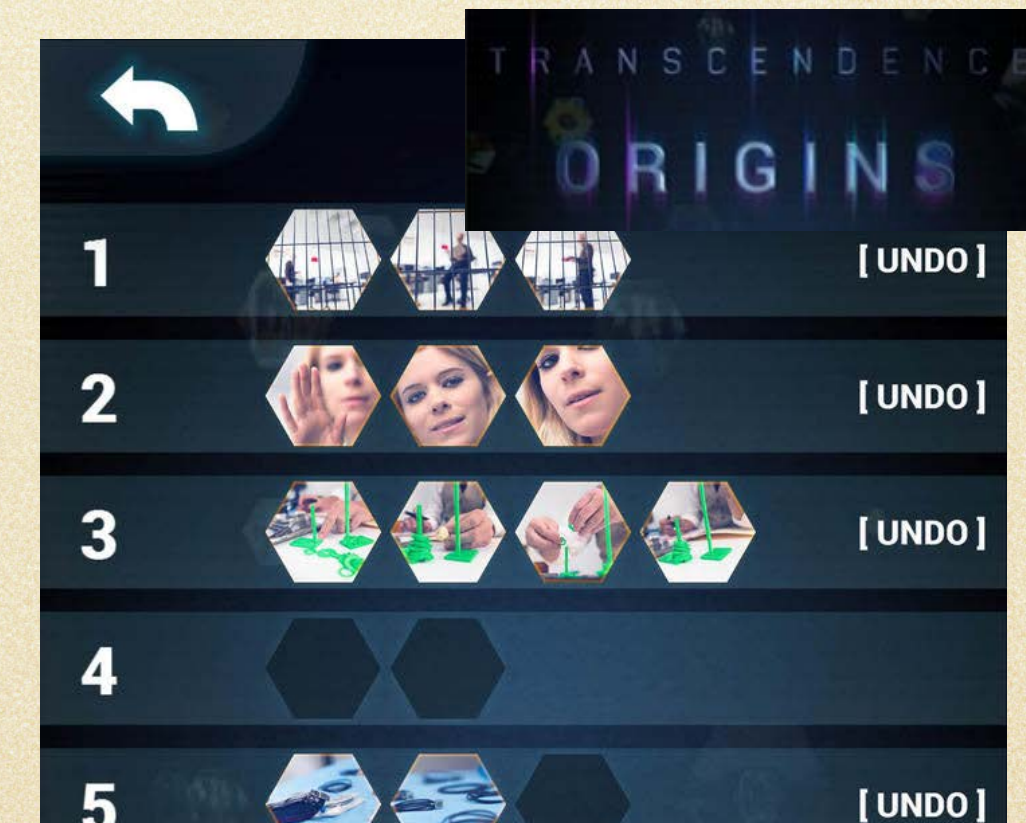 TRANSCENDENCE
ORIGINS
1 [ UNDO ]
2 [ UNDO ]
3 [ UNDO ]
4
5 [ UNDO ]